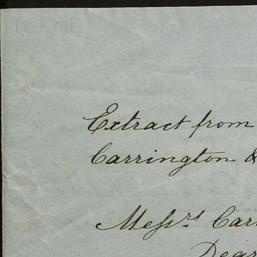 Extract from
Carrington &
Messrs Car
Dear